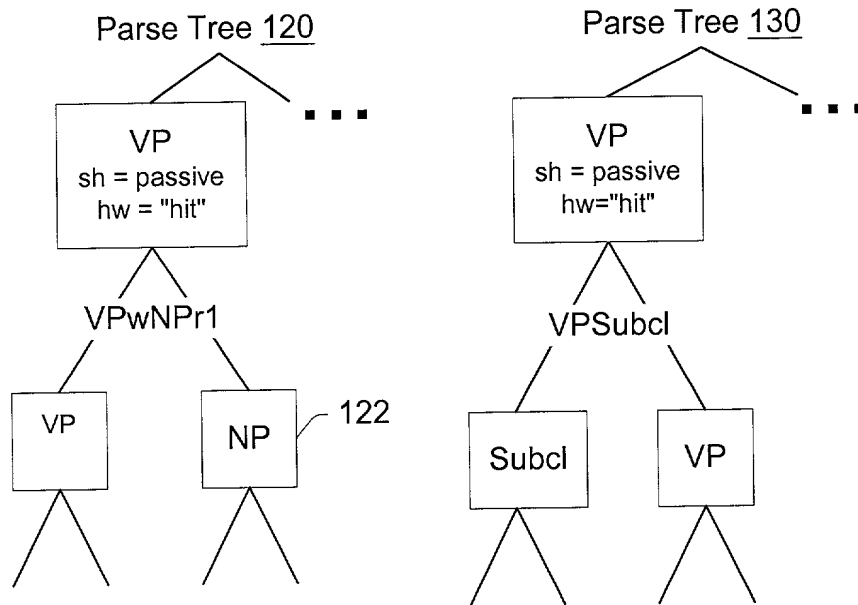 Parse Tree 120
VP
sh = passive
hw = "hit"
VPwNPr1
VP
NP
122
Parse Tree 130
VP
sh = passive
hw="hit"
VPSubcl
Subcl
VP